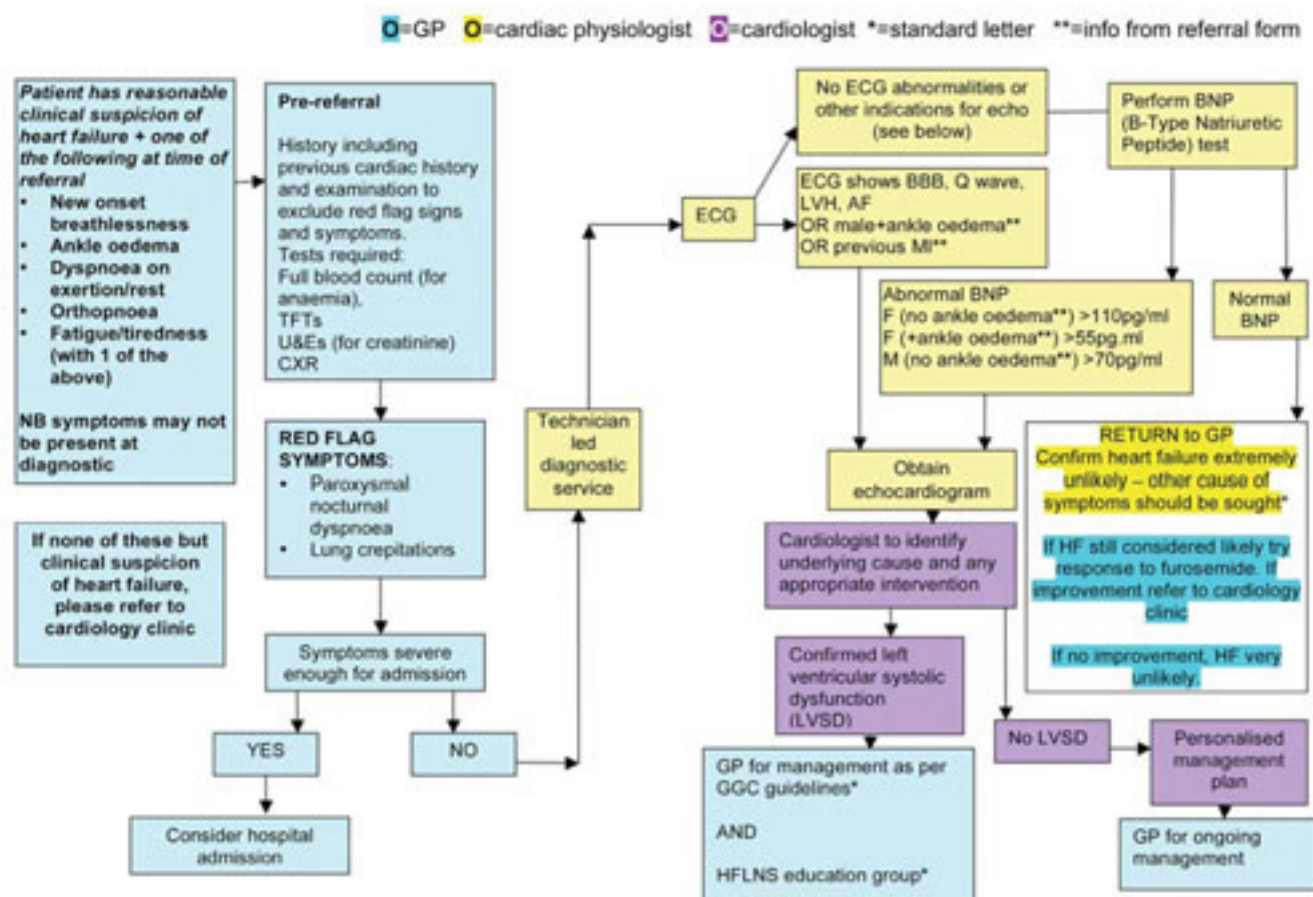 O=GP O=cardiac physiologist O=cardiologist *=standard letter **=info from referral form
Patient has reasonable
clinical suspicion of
heart failure + one of
the following at time of
referral
• New onset
breathlessness
• Ankle oedema
• Dyspnoea on
exertion/rest
• Orthopnoea
• Fatigue/tiredness
(with 1 of the
above)
NB symptoms may not
be present at
diagnostic
If none of these but
clinical suspicion
of heart failure,
please refer to
cardiology clinic
Pre-referral
History including
previous cardiac history
and examination to
exclude red flag signs
and symptoms.
Tests required:
Full blood count (for
anaemia),
TFTs
U&Es (for creatinine)
CXR
RED FLAG
SYMPTOMS:
• Paroxysmal
nocturnal
dyspnoea
• Lung crepitations
Symptoms severe
enough for admission
YES
NO
Consider hospital
admission
Technician
led
diagnostic
service
ECG
No ECG abnormalities or
other indications for echo
(see below)
ECG shows BBB, Q wave,
LVH, AF
OR male+ankle oedema**
OR previous MI**
Perform BNP
(B-Type Natriuretic
Peptide) test
Abnormal BNP
F (no ankle oedema**) >110pg/ml
F (+ankle oedema**) >55pg.ml
M (no ankle oedema**) >70pg/ml
Normal
BNP
Obtain
echocardiogram
RETURN to GP
Confirm heart failure extremely
unlikely – other cause of
symptoms should be sought*
If HF still considered likely try
response to furosemide. If
improvement refer to cardiology
clinic
If no improvement, HF very
unlikely.
Cardiologist to identify
underlying cause and any
appropriate intervention
Confirmed left
ventricular systolic
dysfunction
(LVSD)
No LVSD
Personalised
management
plan
GP for management as per
GGC guidelines*
AND
HFLNS education group*
GP for ongoing
management